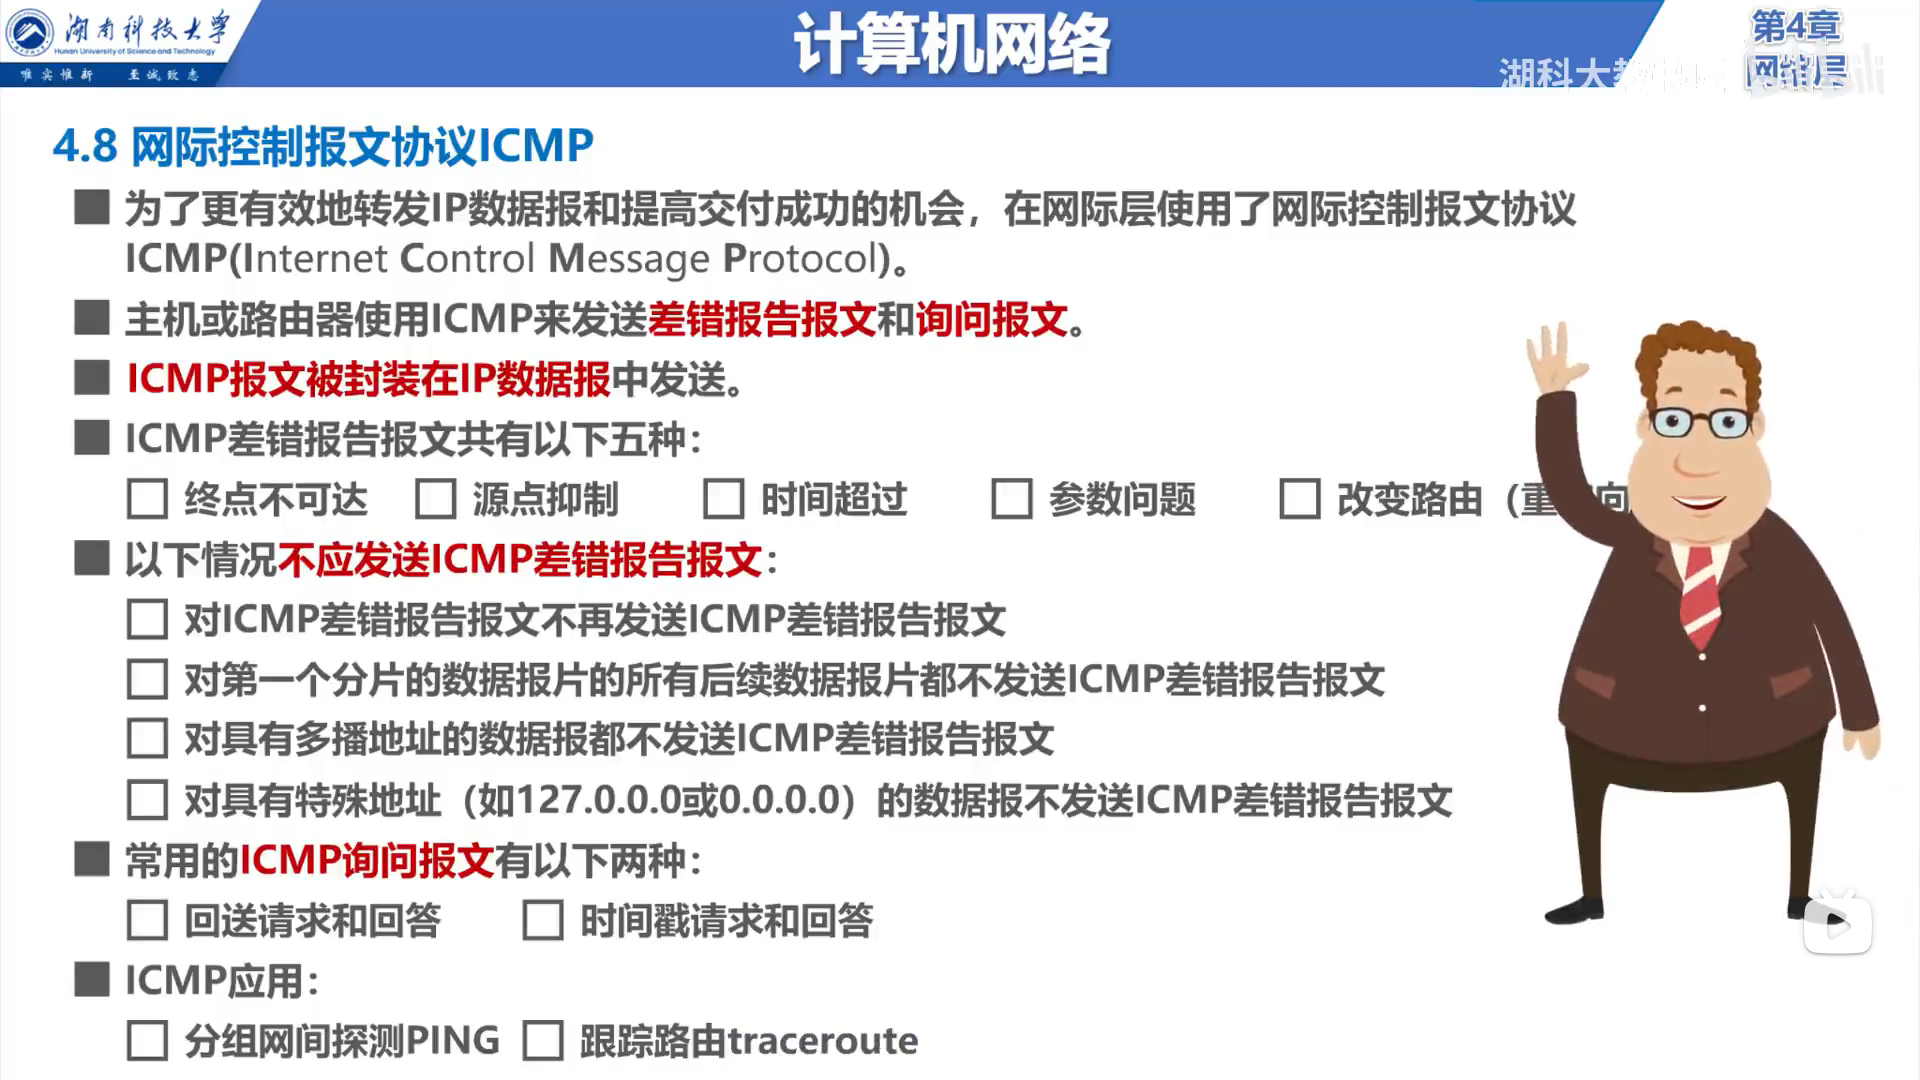 湖南科技大学
Hunan University of Science and Technology
唯实惟新 至诚致志
计算机网络
第4章
网络层
湖科大教
4.8 网际控制报文协议ICMP
为了更有效地转发IP数据报和提高交付成功的机会，在网际层使用了网际控制报文协议
ICMP(Internet Control Message Protocol)。
主机或路由器使用ICMP来发送差错报告报文和询问报文。
ICMP报文被封装在IP数据报中发送。
ICMP差错报告报文共有以下五种：
终点不可达 源点抑制 时间超过 参数问题 改变路由（重
以下情况不应发送ICMP差错报告报文：
对ICMP差错报告报文不再发送ICMP差错报告报文
对第一个分片的数据报片的所有后续数据报片都不发送ICMP差错报告报文
对具有多播地址的数据报都不发送ICMP差错报告报文
对具有特殊地址（如127.0.0.0或0.0.0.0）的数据报不发送ICMP差错报告报文
常用的ICMP询问报文有以下两种：
回送请求和回答 时间戳请求和回答
ICMP应用：
分组网间探测PING 跟踪路由traceroute